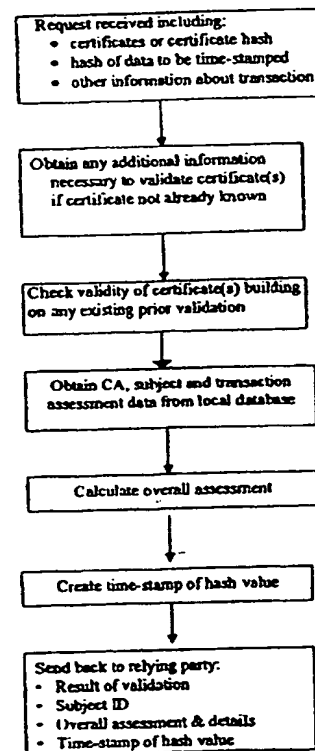 Request received including:
• certificates or certificate hash
• hash of data to be time-stamped
• other information about transaction
Obtain any additional information
necessary to validate certificate(s)
if certificate not already known
Check validity of certificate(s) building
on any existing prior validation
Obtain CA, subject and transaction
assessment data from local database
Calculate overall assessment
Create time-stamp of hash value
Send back to relying party:
• Result of validation
• Subject ID
• Overall assessment & details
• Time-stamp of hash value